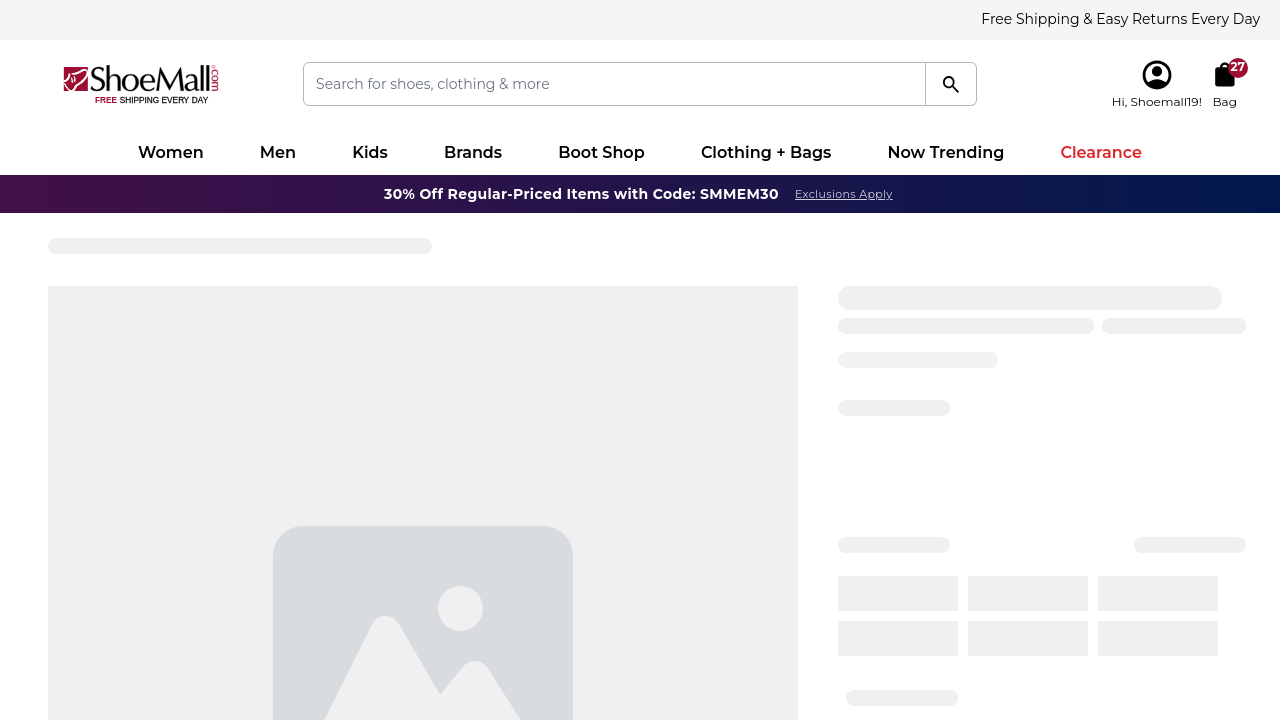 Free Shipping & Easy Returns Every Day
ShoeMall®.com
FREE SHIPPING EVERY DAY
Search for shoes, clothing & more
27
Hi, Shoemall19!
Bag
Women
Men
Kids
Brands
Boot Shop
Clothing + Bags
Now Trending
Clearance
30% Off Regular-Priced Items with Code: SMMEM30 Exclusions Apply